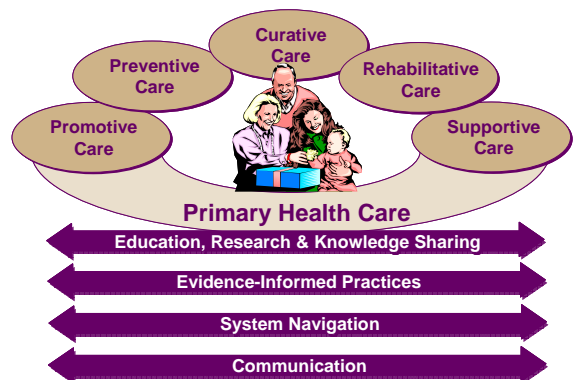 Curative
Care
Preventive
Care
Rehabilitative
Care
Promotive
Care
Supportive
Care
Primary Health Care
Education, Research & Knowledge Sharing
Evidence-Informed Practices
System Navigation
Communication